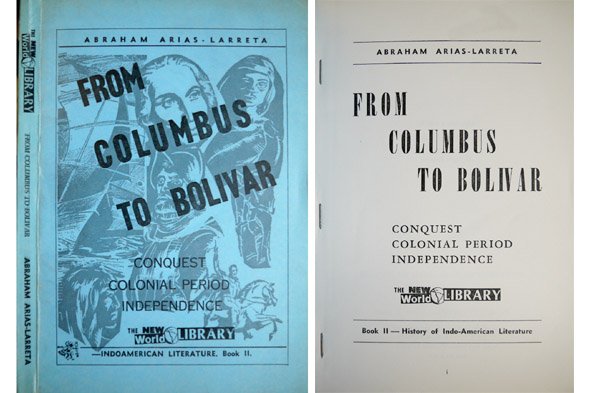 THE NEW World LIBRARY
FROM COLUMBUS TO BOLIVAR
ABRAHAM ARIAS-LARRETA
ABRAHAM ARIAS-LARRETA
FROM
COLUMBUS
TO BOLIVAR
CONQUEST
COLONIAL PERIOD
INDEPENDENCE
THE NEW World LIBRARY
—INDOAMERICAN LITERATURE. Book II.
ABRAHAM ARIAS-LARRETA
FROM
COLUMBUS
TO BOLIVAR
CONQUEST
COLONIAL PERIOD
INDEPENDENCE
THE NEW World LIBRARY
Book II — History of Indo-American Literature